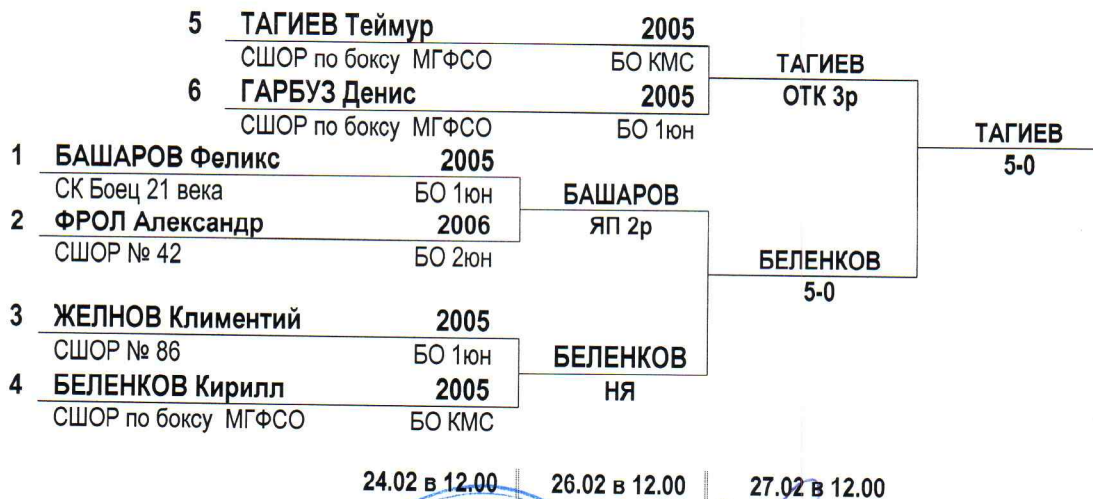 5 ТАГИЕВ Теймур 2005
СШОР по боксу МГФСО БО КМС
ТАГИЕВ
ОТК 3р
6 ГАРБУЗ Денис 2005
СШОР по боксу МГФСО БО 1юн
ТАГИЕВ
5-0
1 БАШАРОВ Феликс 2005
СК Боец 21 века БО 1юн
БАШАРОВ
ЯП 2р
2 ФРОЛ Александр 2006
СШОР № 42 БО 2юн
БЕЛЕНКОВ
5-0
3 ЖЕЛНОВ Климентий 2005
СШОР № 86 БО 1юн
БЕЛЕНКОВ
НЯ
4 БЕЛЕНКОВ Кирилл 2005
СШОР по боксу МГФСО БО КМС
24.02 в 12.00 26.02 в 12.00 27.02 в 12.00